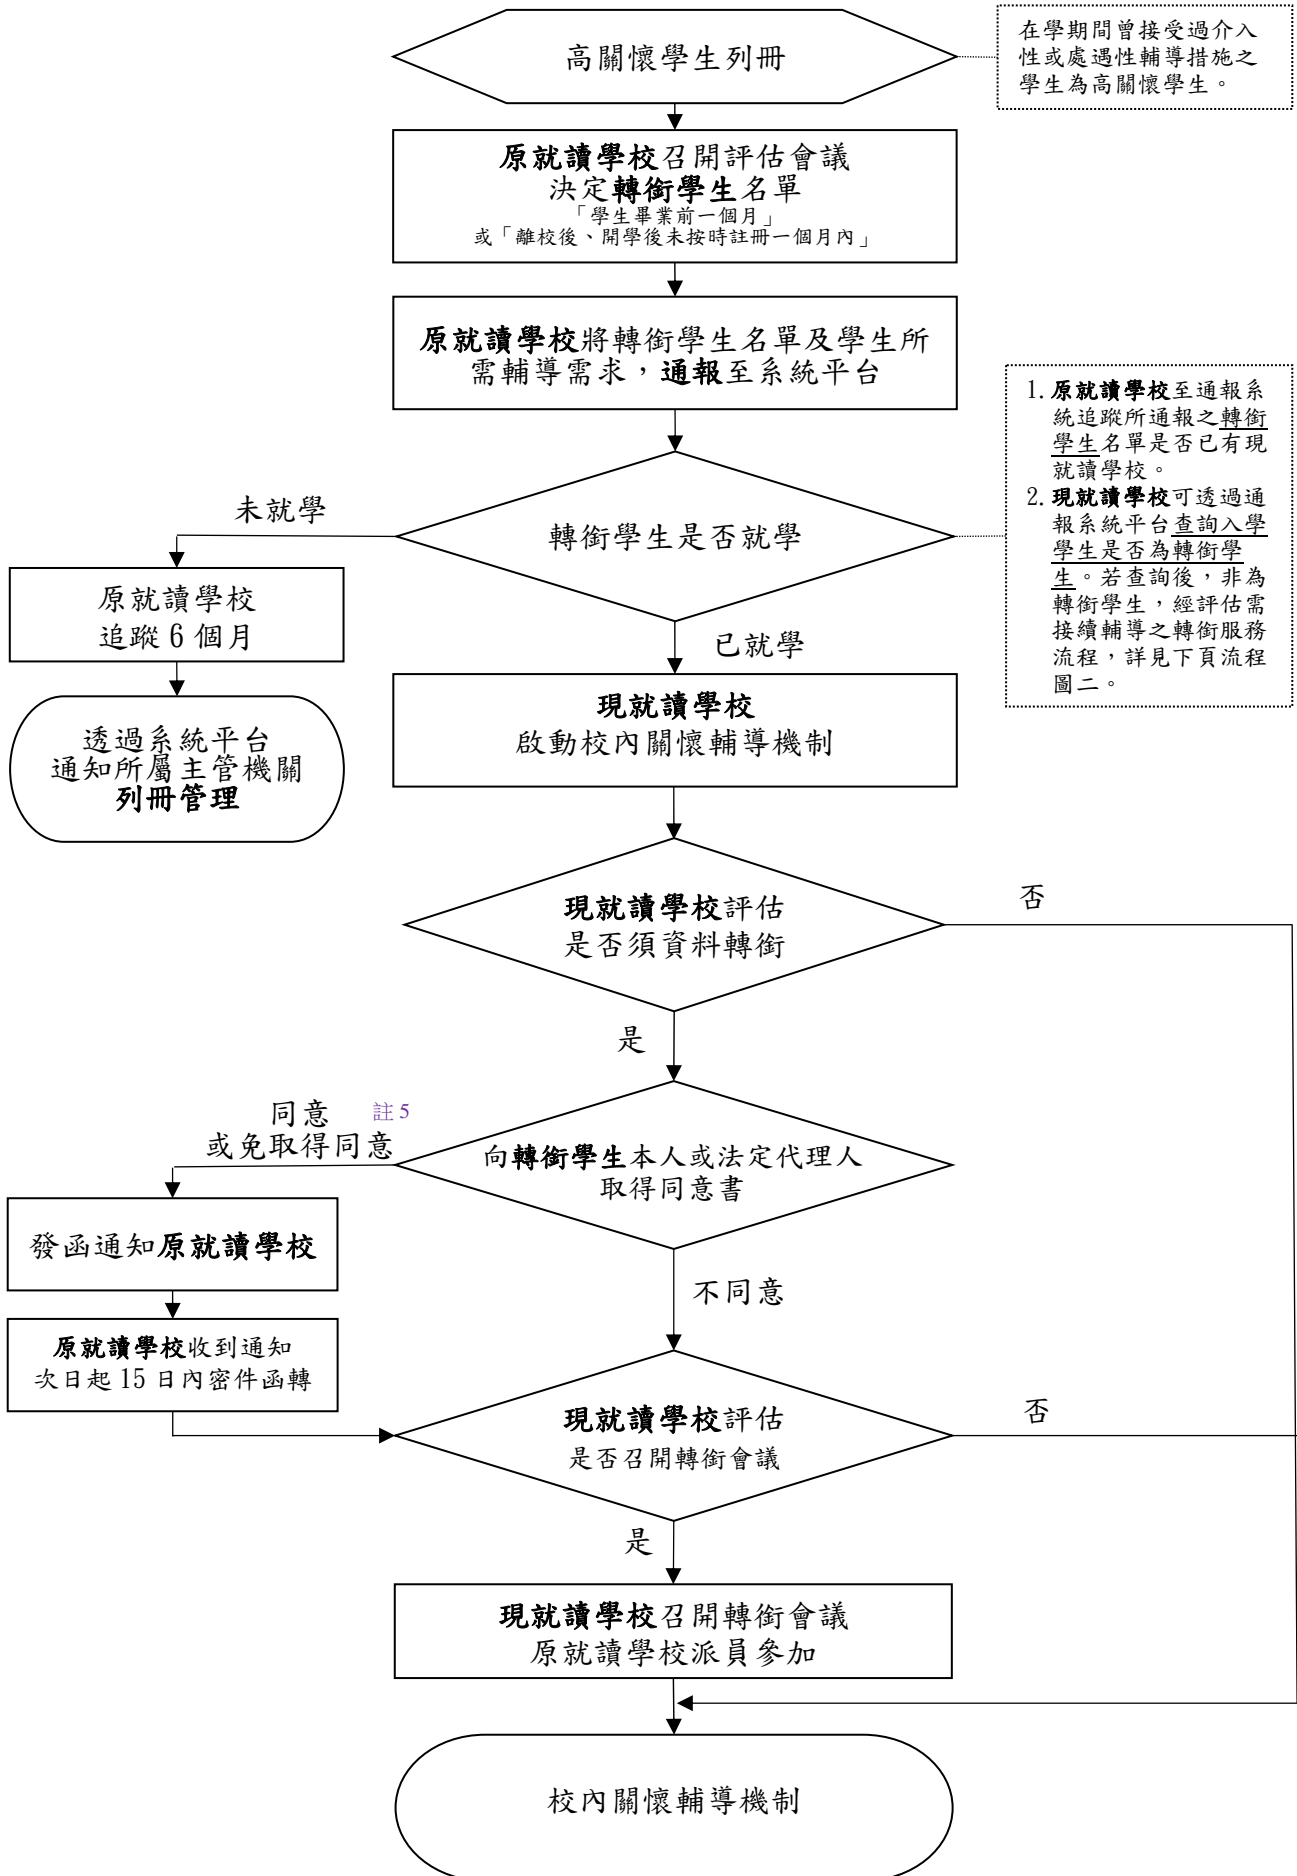 高關懷學生列冊
在學期間曾接受過介入
性或處遇性輔導措施之
學生為高關懷學生。
原就讀學校召開評估會議
決定轉銜學生名單
「學生畢業前一個月」
或「離校後、開學後未按時註冊一個月內」
原就讀學校將轉銜學生名單及學生所
需輔導需求，通報至系統平台
1. 原就讀學校至通報系
統追蹤所通報之轉銜
學生名單是否已有現
就讀學校。
2. 現就讀學校可透過通
報系統平台查詢入學
學生是否為轉銜學
生。若查詢後，非為
轉銜學生，經評估需
接續輔導之轉銜服務
流程，詳見下頁流程
圖二。
轉銜學生是否就學
未就學
原就讀學校
追蹤 6 個月
透過系統平台
通知所屬主管機關
列冊管理
已就學
現就讀學校
啟動校內關懷輔導機制
現就讀學校評估
是否須資料轉銜
否
是
向轉銜學生本人或法定代理人
取得同意書
同意 註 5
或免取得同意
發函通知原就讀學校
原就讀學校收到通知
次日起 15 日內密件函轉
不同意
現就讀學校評估
是否召開轉銜會議
否
是
現就讀學校召開轉銜會議
原就讀學校派員參加
校內關懷輔導機制